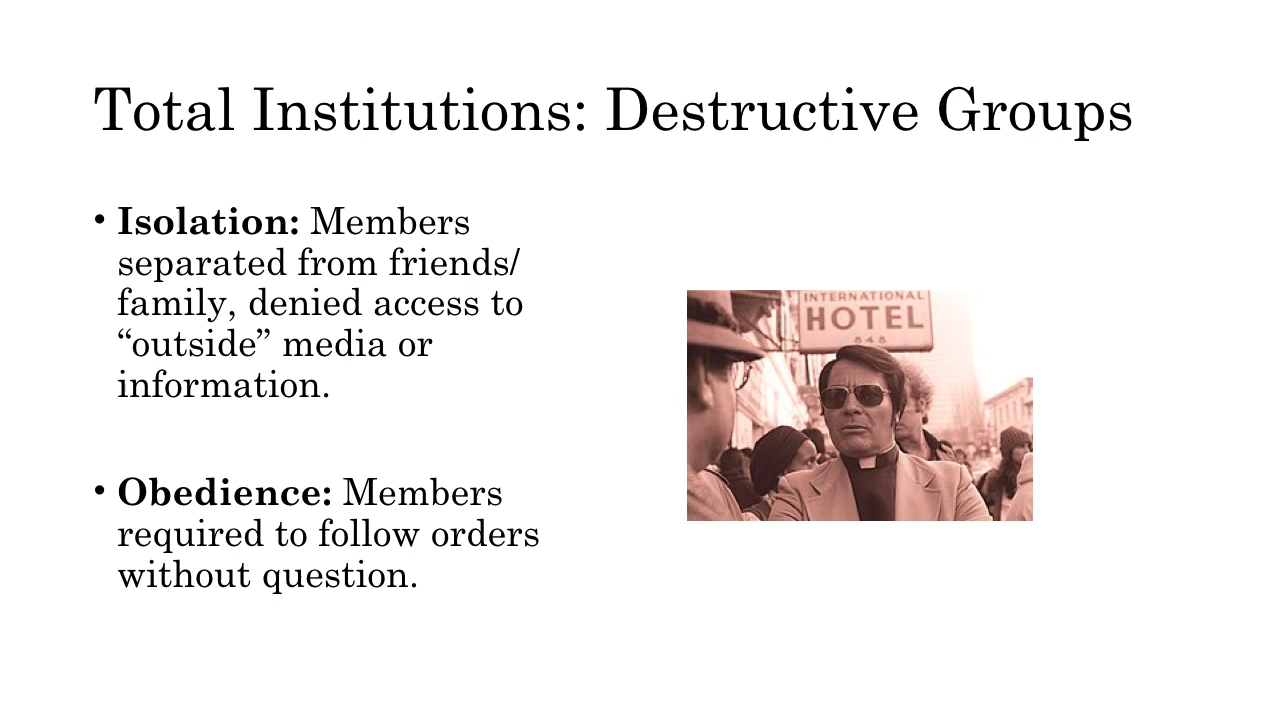 Total Institutions: Destructive Groups
• Isolation: Members
separated from friends/
family, denied access to
“outside” media or
information.
• Obedience: Members
required to follow orders
without question.
INTERNATIONAL
HOTEL
848